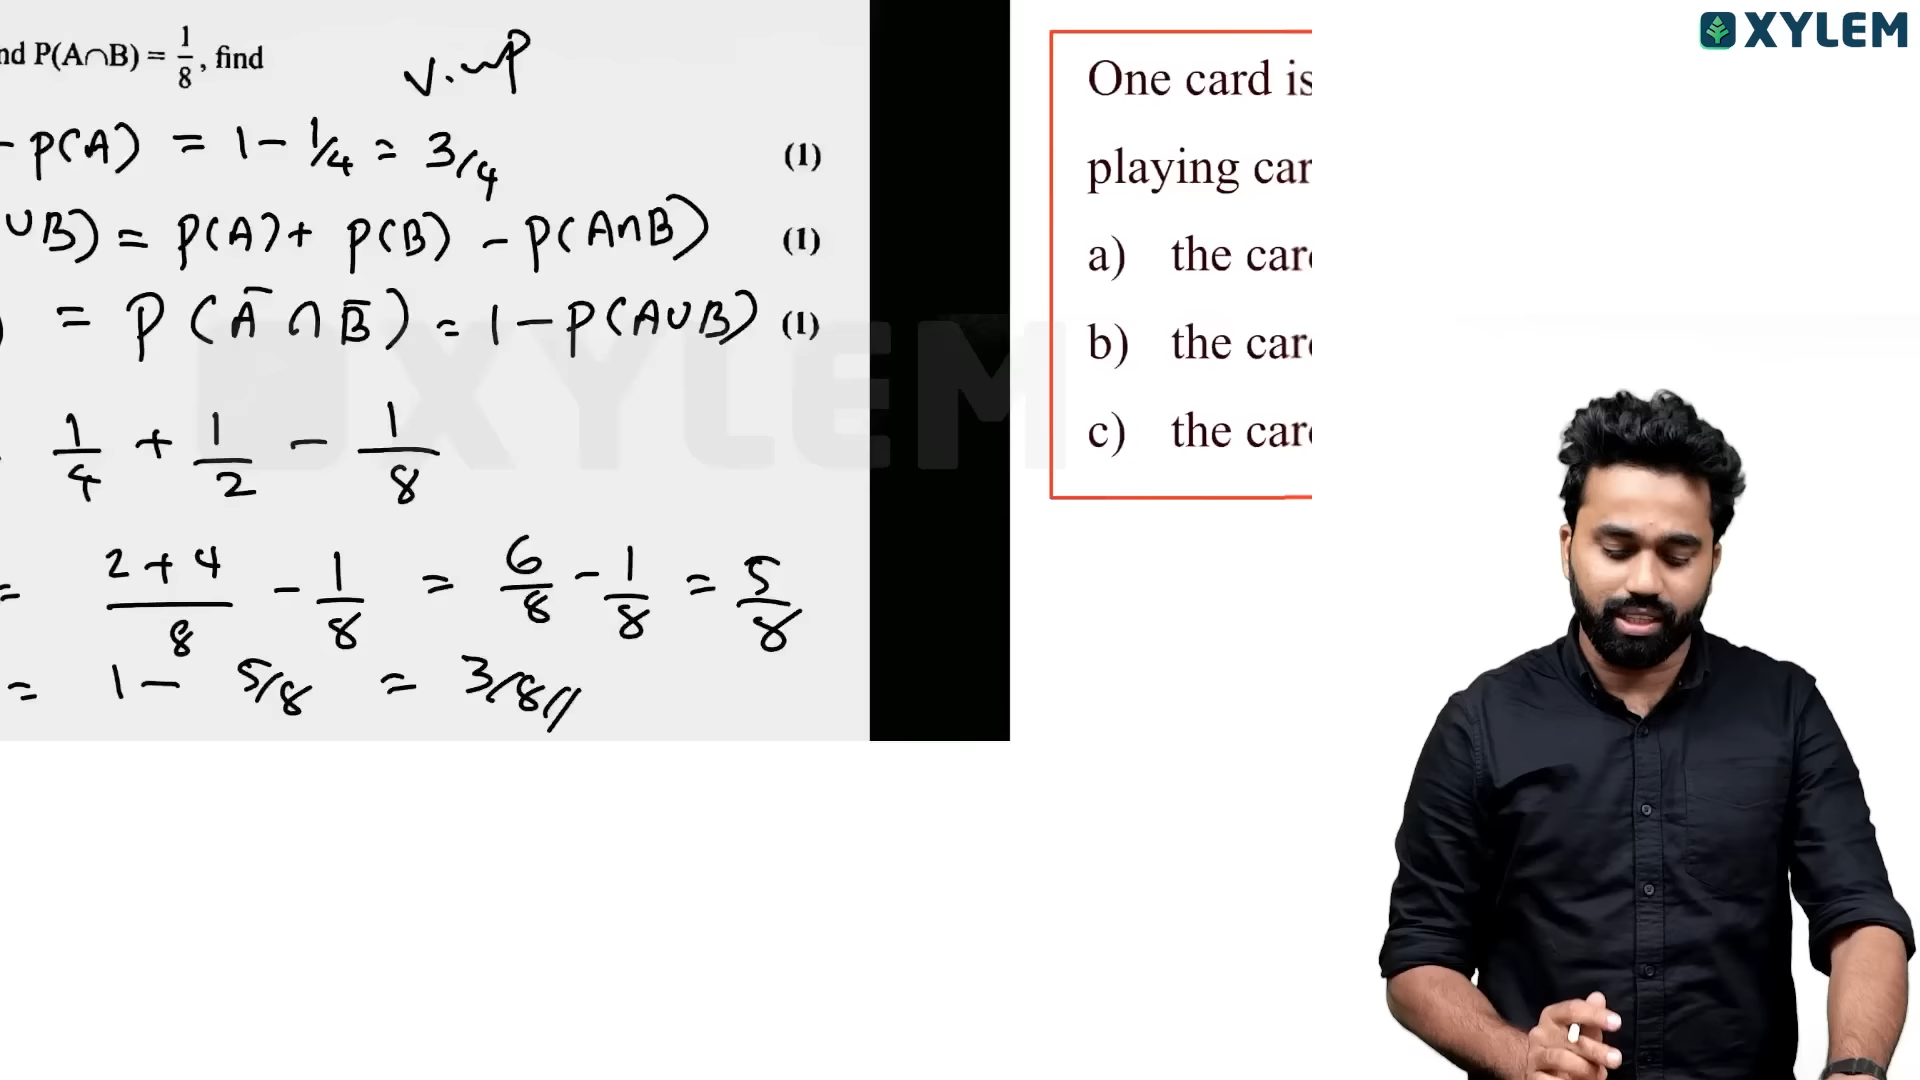 XYLEM
nd P(A∩B) = 1/8, find
V. Imp
- P(A) = 1 - 1/4 = 3/4 (1)
∪B) = P(A) + P(B) - P(A∩B) (1)
) = P(A̅ ∩ B̅) = 1 - P(A∪B) (1)
1/4 + 1/2 - 1/8
= (2+4)/8 - 1/8 = 6/8 - 1/8 = 5/8
= 1 - 5/8 = 3/8//
XYLEM
One card is
playing car
a) the car
b) the car
c) the car